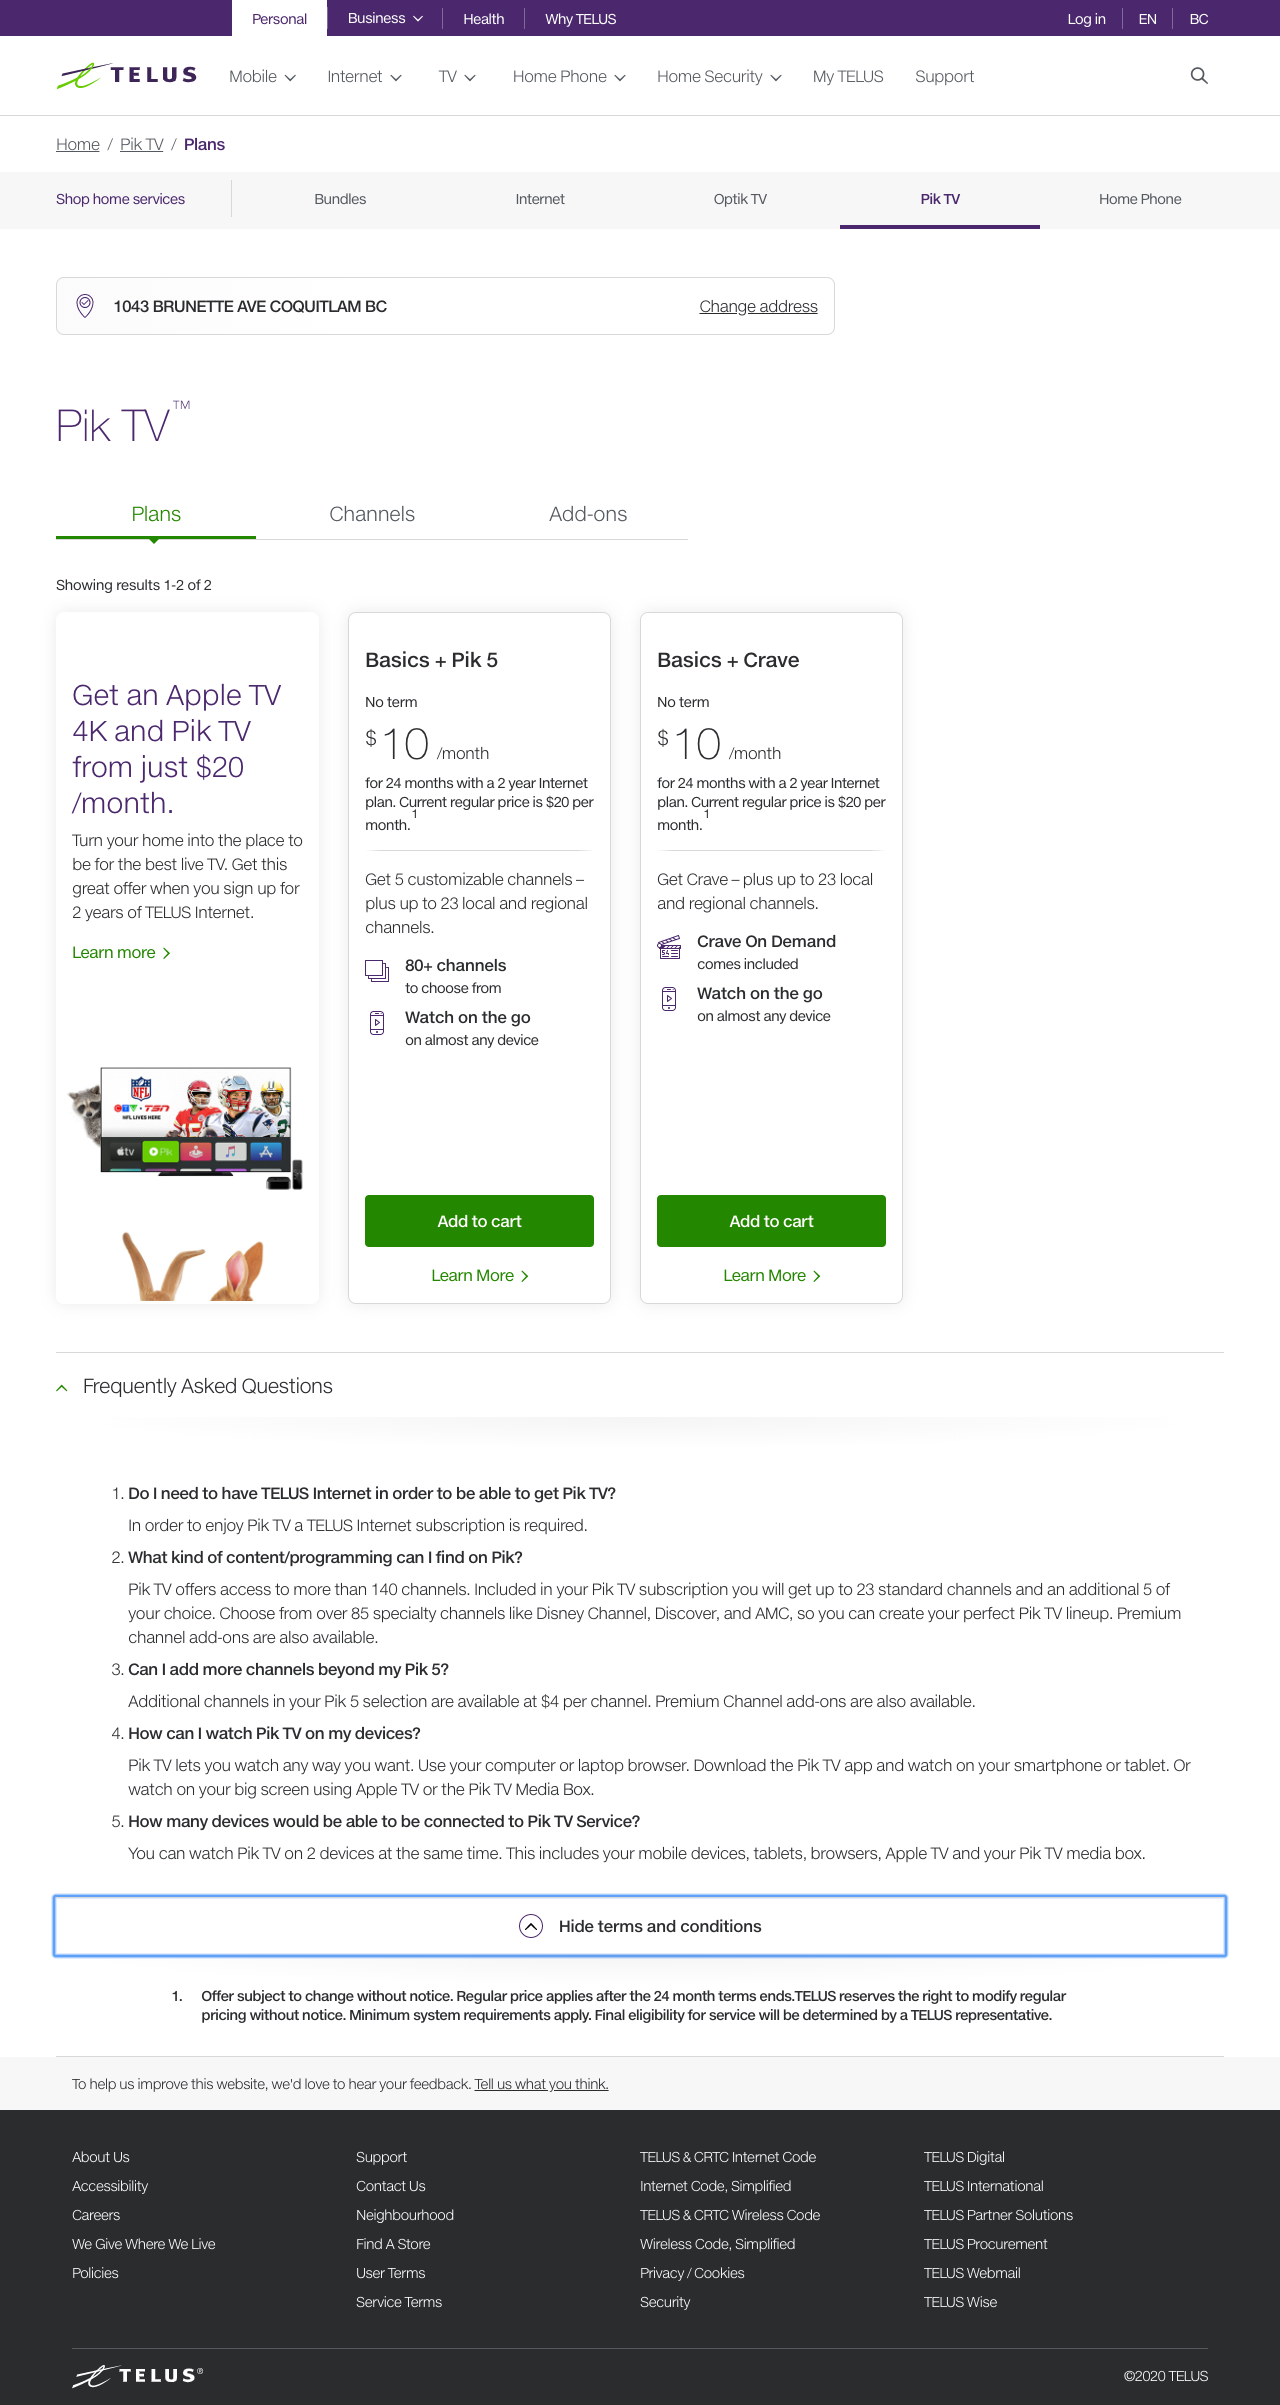 Personal
Business
Health
Why TELUS
Log in
EN
BC
TELUS
Mobile
Internet
TV
Home Phone
Home Security
My TELUS
Support
Home / Pik TV / Plans
Shop home services
Bundles
Internet
Optik TV
Pik TV
Home Phone
1043 BRUNETTE AVE COQUITLAM BC
Change address
Pik TV™
Plans
Channels
Add-ons
Showing results 1-2 of 2
Get an Apple TV
4K and Pik TV
from just $20
/month.
Turn your home into the place to
be for the best live TV. Get this
great offer when you sign up for
2 years of TELUS Internet.
Learn more
NFL
CTV · TSN
NFL LIVES HERE
tv
Pik
Basics + Pik 5
No term
$10 /month
for 24 months with a 2 year Internet
plan. Current regular price is $20 per
month.1
Get 5 customizable channels –
plus up to 23 local and regional
channels.
80+ channels
to choose from
Watch on the go
on almost any device
Add to cart
Learn More
Basics + Crave
No term
$10 /month
for 24 months with a 2 year Internet
plan. Current regular price is $20 per
month.1
Get Crave – plus up to 23 local
and regional channels.
Crave On Demand
comes included
Watch on the go
on almost any device
Add to cart
Learn More
Frequently Asked Questions
1. Do I need to have TELUS Internet in order to be able to get Pik TV?
In order to enjoy Pik TV a TELUS Internet subscription is required.
2. What kind of content/programming can I find on Pik?
Pik TV offers access to more than 140 channels. Included in your Pik TV subscription you will get up to 23 standard channels and an additional 5 of
your choice. Choose from over 85 specialty channels like Disney Channel, Discover, and AMC, so you can create your perfect Pik TV lineup. Premium
channel add-ons are also available.
3. Can I add more channels beyond my Pik 5?
Additional channels in your Pik 5 selection are available at $4 per channel. Premium Channel add-ons are also available.
4. How can I watch Pik TV on my devices?
Pik TV lets you watch any way you want. Use your computer or laptop browser. Download the Pik TV app and watch on your smartphone or tablet. Or
watch on your big screen using Apple TV or the Pik TV Media Box.
5. How many devices would be able to be connected to Pik TV Service?
You can watch Pik TV on 2 devices at the same time. This includes your mobile devices, tablets, browsers, Apple TV and your Pik TV media box.
Hide terms and conditions
1. Offer subject to change without notice. Regular price applies after the 24 month terms ends.TELUS reserves the right to modify regular
pricing without notice. Minimum system requirements apply. Final eligibility for service will be determined by a TELUS representative.
To help us improve this website, we'd love to hear your feedback. Tell us what you think.
About Us
Accessibility
Careers
We Give Where We Live
Policies
Support
Contact Us
Neighbourhood
Find A Store
User Terms
Service Terms
TELUS & CRTC Internet Code
Internet Code, Simplified
TELUS & CRTC Wireless Code
Wireless Code, Simplified
Privacy / Cookies
Security
TELUS Digital
TELUS International
TELUS Partner Solutions
TELUS Procurement
TELUS Webmail
TELUS Wise
TELUS®
©2020 TELUS